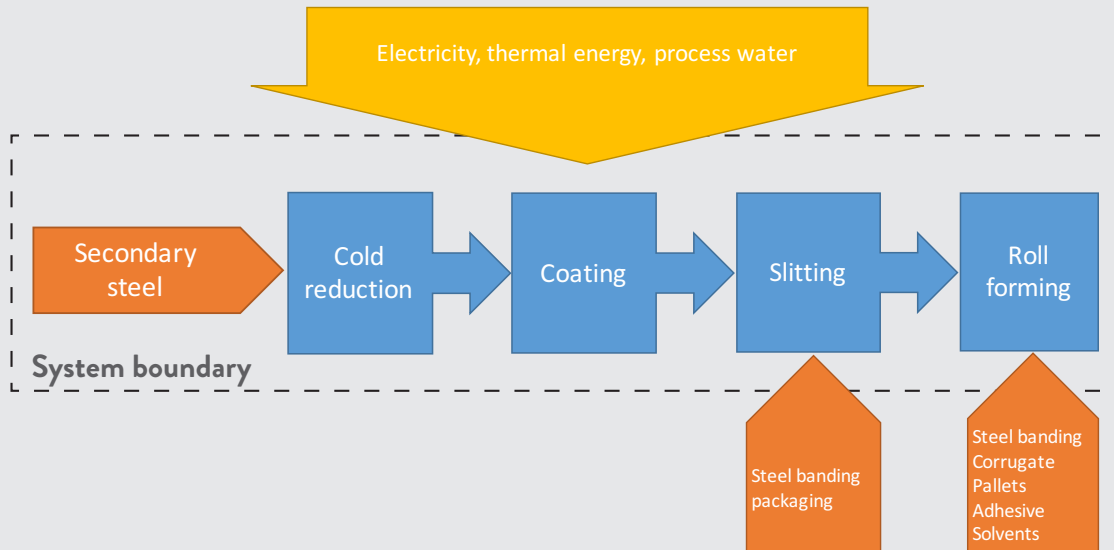 Electricity, thermal energy, process water
Secondary
steel
Cold
reduction
Coating
Slitting
Roll
forming
System boundary
Steel banding
packaging
Steel banding
Corrugate
Pallets
Adhesive
Solvents